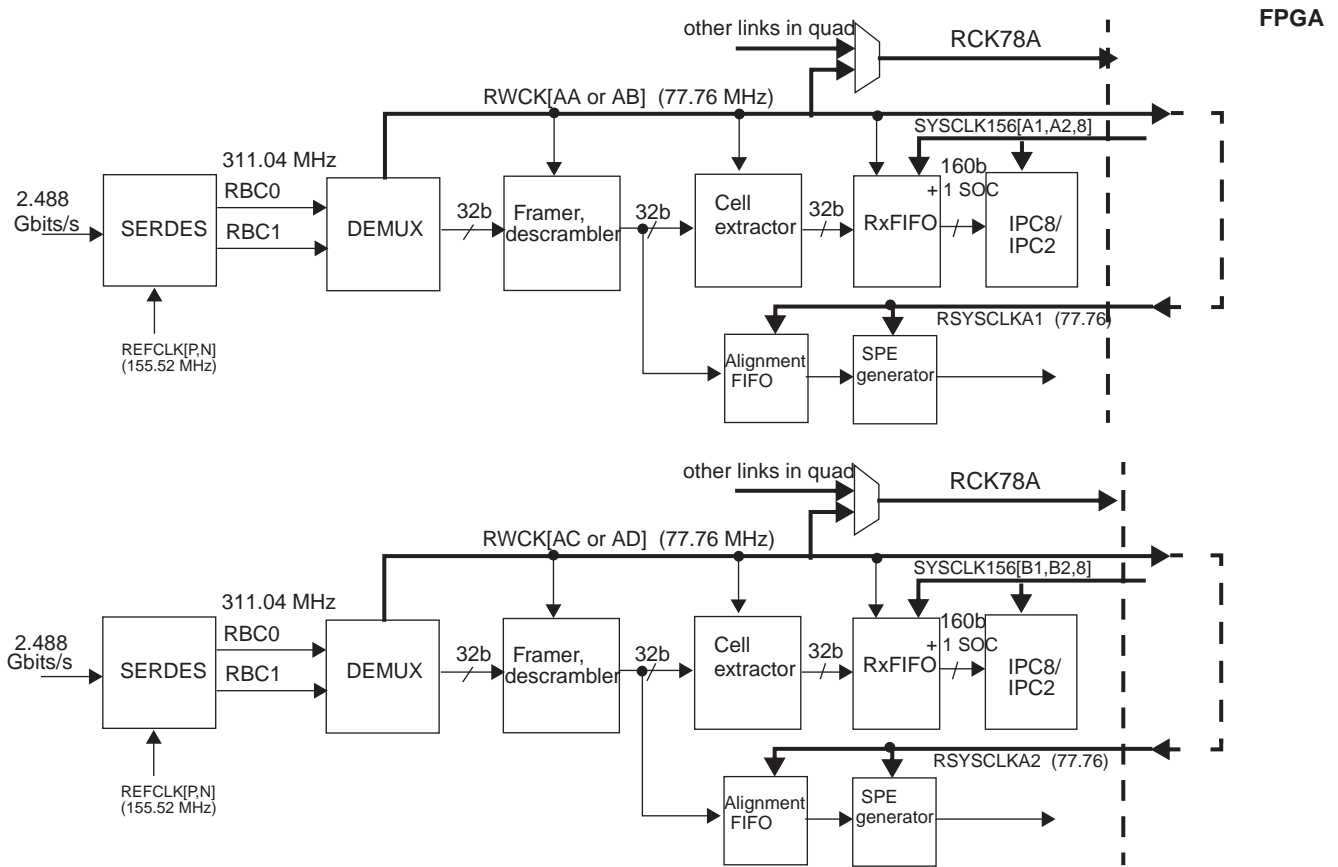 FPGA
other links in quad
RCK78A
RWCK[AA or AB] (77.76 MHz)
SYSCLK156[A1,A2,8]
311.04 MHz
RBC0
RBC1
2.488
Gbits/s
SERDES
DEMUX
32b
Framer,
descrambler
32b
Cell
extractor
32b
RxFIFO
160b
+ 1 SOC
IPC8/
IPC2
RSYSCLKA1 (77.76)
REFCLK[P,N]
(155.52 MHz)
Alignment
FIFO
SPE
generator
other links in quad
RCK78A
RWCK[AC or AD] (77.76 MHz)
SYSCLK156[B1,B2,8]
311.04 MHz
RBC0
RBC1
2.488
Gbits/s
SERDES
DEMUX
32b
Framer,
descrambler
32b
Cell
extractor
32b
RxFIFO
160b
+ 1 SOC
IPC8/
IPC2
RSYSCLKA2 (77.76)
REFCLK[P,N]
(155.52 MHz)
Alignment
FIFO
SPE
generator